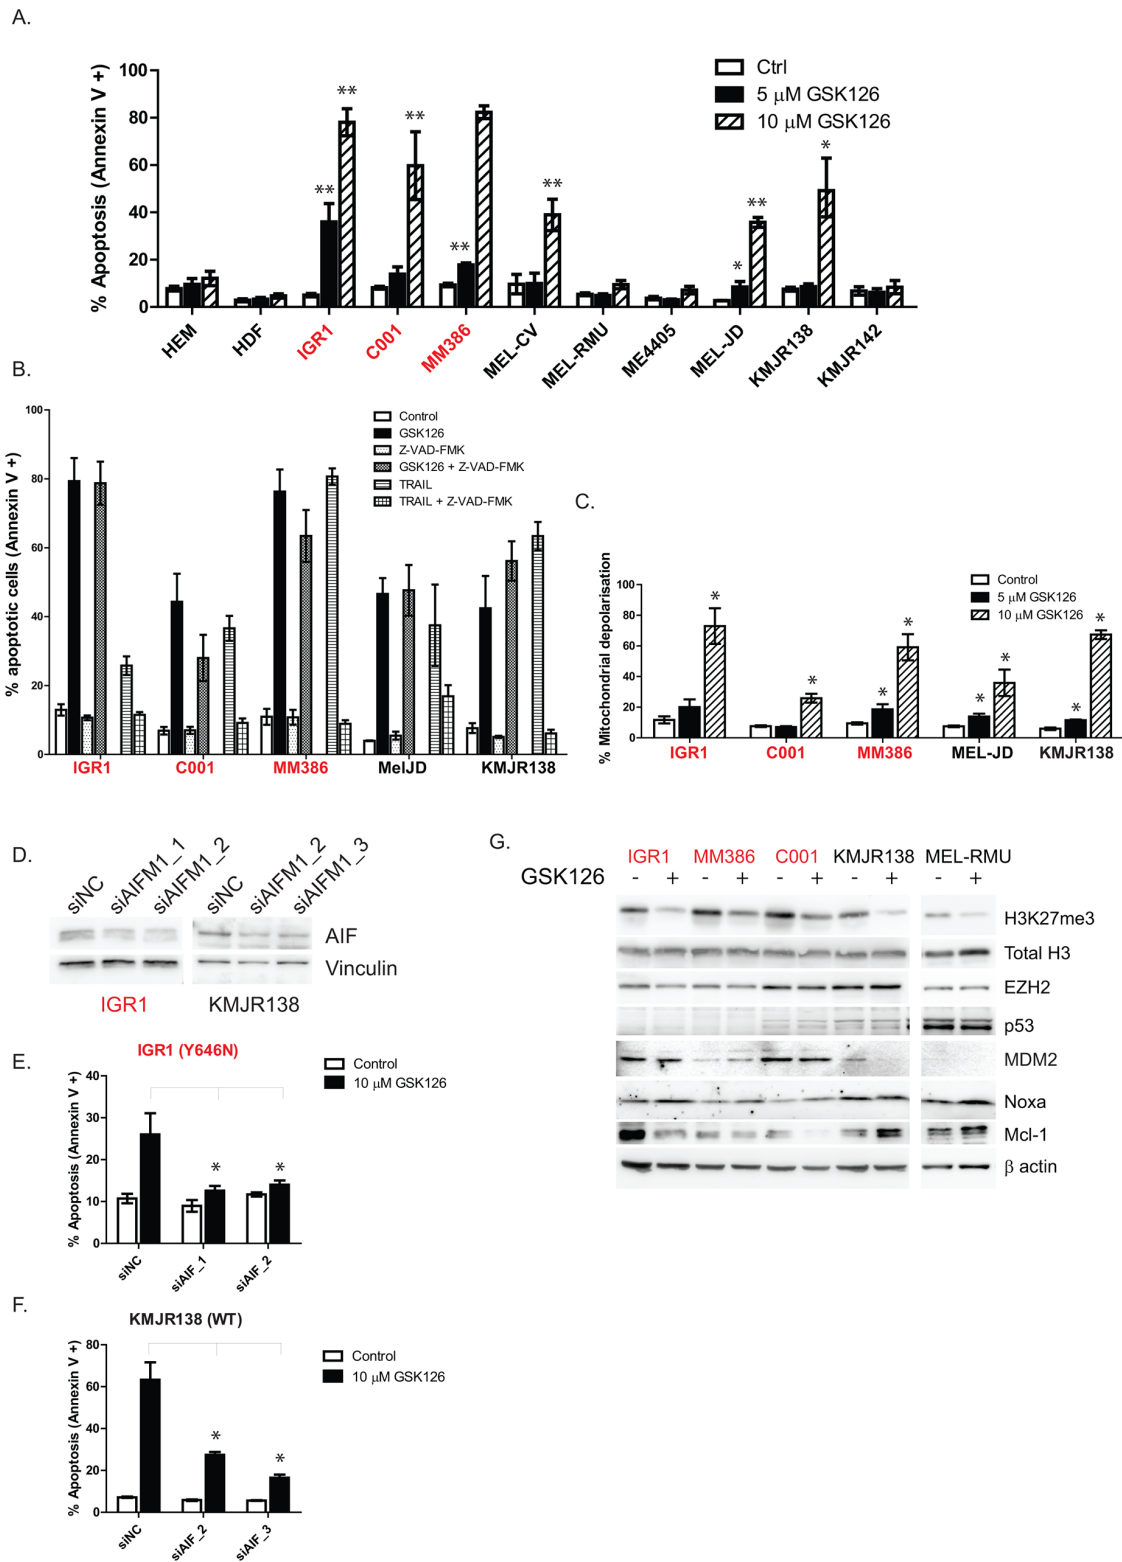 A.
% Apoptosis (Annexin V +)
100
80
60
40
20
0
Ctrl
5 μM GSK126
10 μM GSK126
**
**
**
**
**
*
**
*
HEM
HDF
IGR1
C001
MM386
MEL-CV
MEL-RMU
ME4405
MEL-JD
KMJR138
KMJR142
B.
% apoptotic cells (Annexin V +)
100
80
60
40
20
0
Control
GSK126
Z-VAD-FMK
GSK126 + Z-VAD-FMK
TRAIL
TRAIL + Z-VAD-FMK
IGR1
C001
MM386
MelJD
KMJR138
C.
% Mitochondrial depolarisation
100
80
60
40
20
0
Control
5 μM GSK126
10 μM GSK126
*
*
*
*
*
*
*
*
IGR1
C001
MM386
MEL-JD
KMJR138
D.
siNC
siAIFM1_1
siAIFM1_2
siNC
siAIFM1_2
siAIFM1_3
AIF
Vinculin
IGR1
KMJR138
E.
IGR1 (Y646N)
% Apoptosis (Annexin V +)
40
30
20
10
0
Control
10 μM GSK126
*
*
siNC
siAIF_1
siAIF_2
F.
KMJR138 (WT)
% Apoptosis (Annexin V +)
80
60
40
20
0
Control
10 μM GSK126
*
*
siNC
siAIF_2
siAIF_3
G.
IGR1 MM386 C001 KMJR138 MEL-RMU
GSK126 - + - + - + - + - +
H3K27me3
Total H3
EZH2
p53
MDM2
Noxa
Mcl-1
β actin